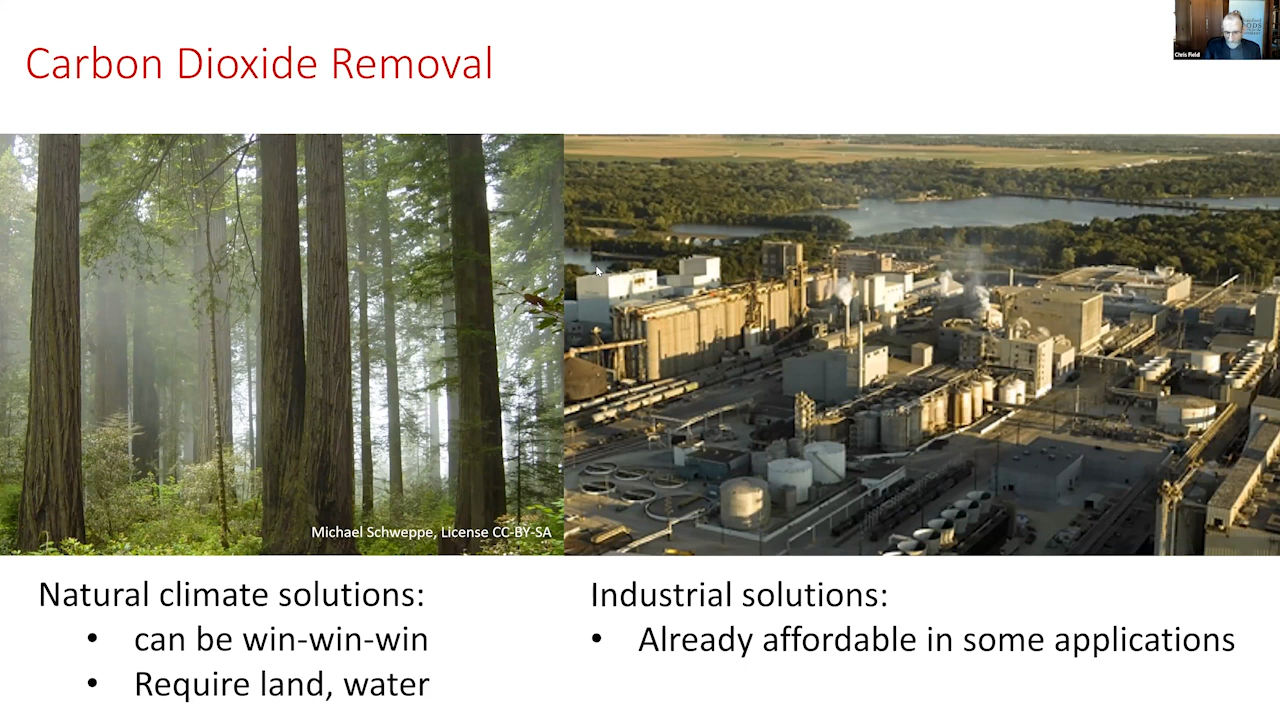 Carbon Dioxide Removal
Chris Field
Michael Schweppe, License CC-BY-SA
Natural climate solutions:
• can be win-win-win
• Require land, water
Industrial solutions:
• Already affordable in some applications